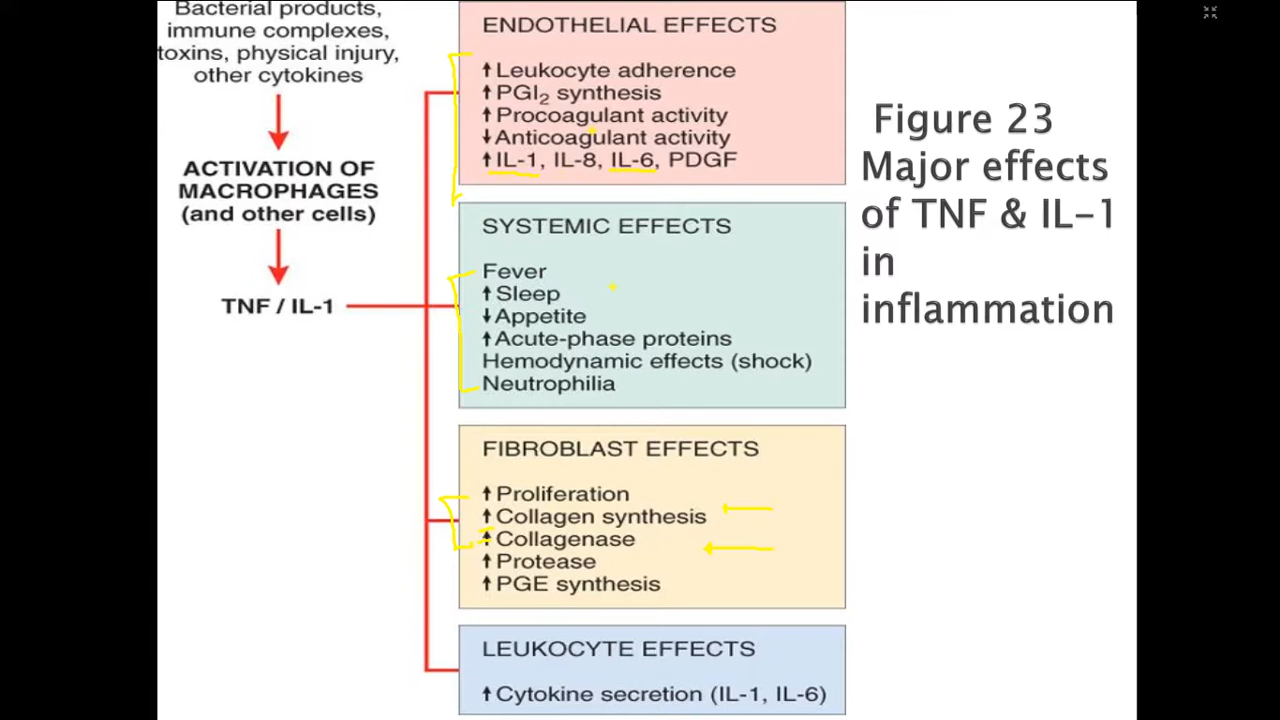 Bacterial products,
immune complexes,
toxins, physical injury,
other cytokines
ACTIVATION OF
MACROPHAGES
(and other cells)
TNF / IL-1
ENDOTHELIAL EFFECTS
↑Leukocyte adherence
↑PGI₂ synthesis
↑Procoagulant activity
↓Anticoagulant activity
↑IL-1, IL-8, IL-6, PDGF
SYSTEMIC EFFECTS
Fever
↑Sleep
↓Appetite
↑Acute-phase proteins
Hemodynamic effects (shock)
Neutrophilia
FIBROBLAST EFFECTS
↑Proliferation
↑Collagen synthesis
↑Collagenase
↑Protease
↑PGE synthesis
LEUKOCYTE EFFECTS
↑Cytokine secretion (IL-1, IL-6)
Figure 23
Major effects
of TNF & IL-1
in
inflammation